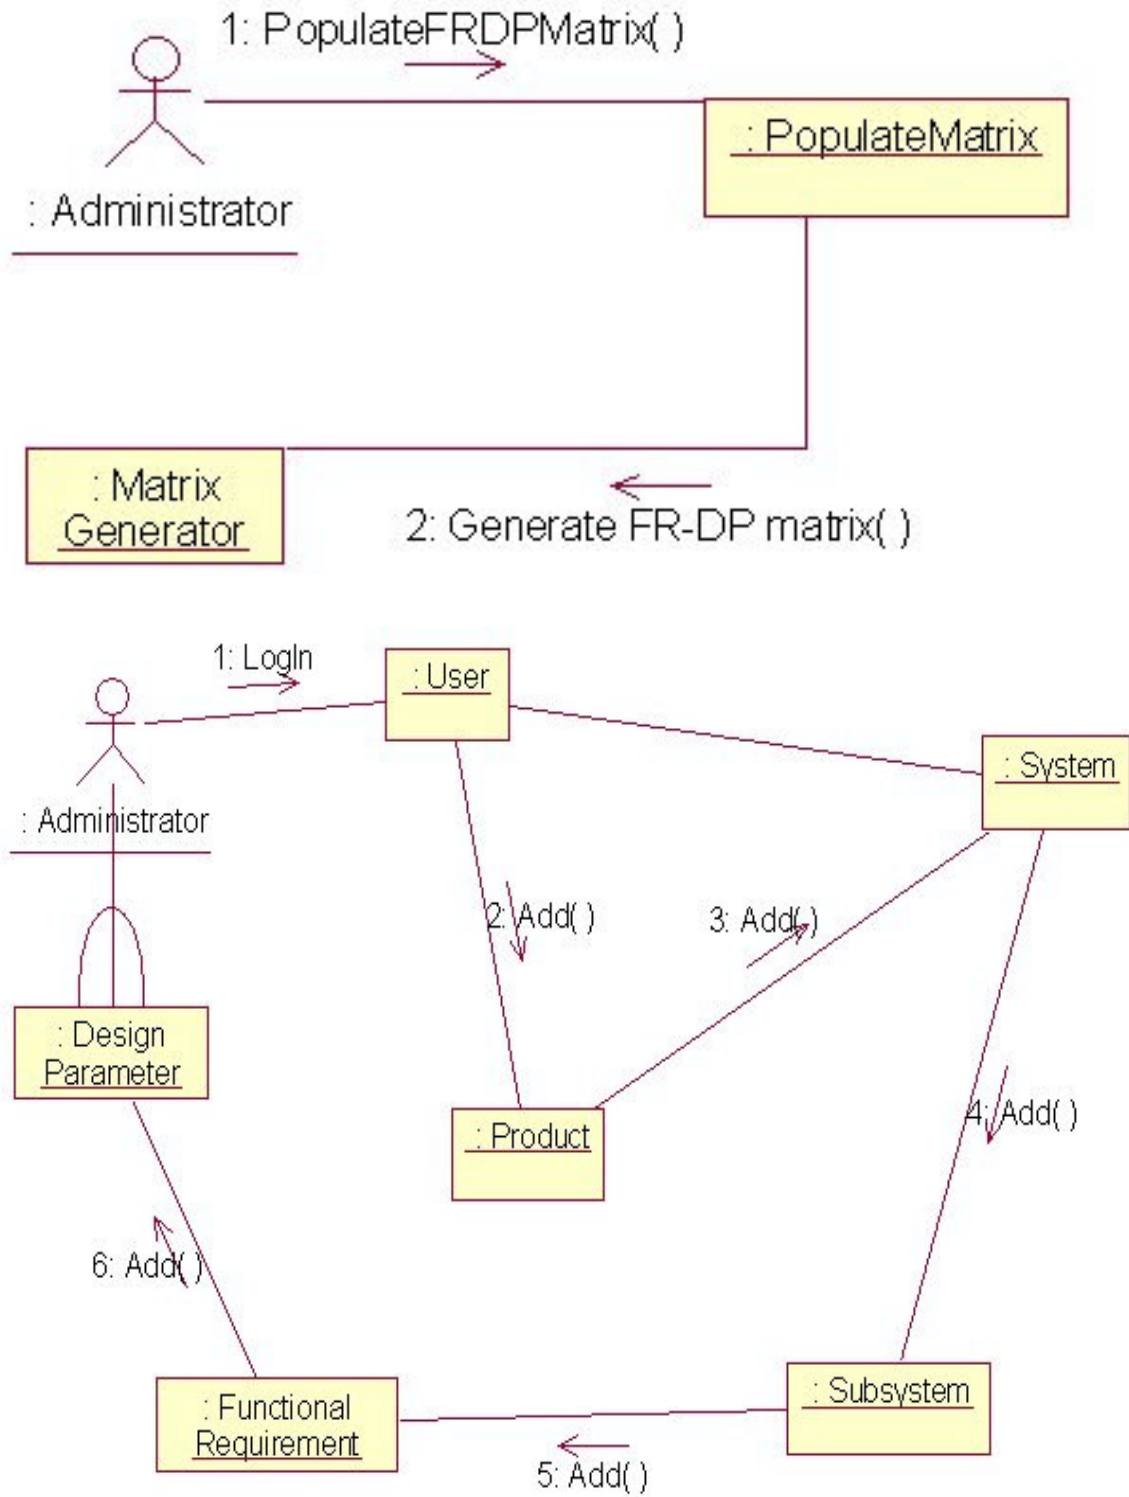 1: PopulateFRDPMatrix( )
: PopulateMatrix
: Administrator
: Matrix
Generator
2: Generate FR-DP matrix( )
1: LogIn
: User
: System
: Administrator
2: Add( )
3: Add( )
: Design
Parameter
: Product
4: Add( )
6: Add( )
: Functional
Requirement
: Subsystem
5: Add( )